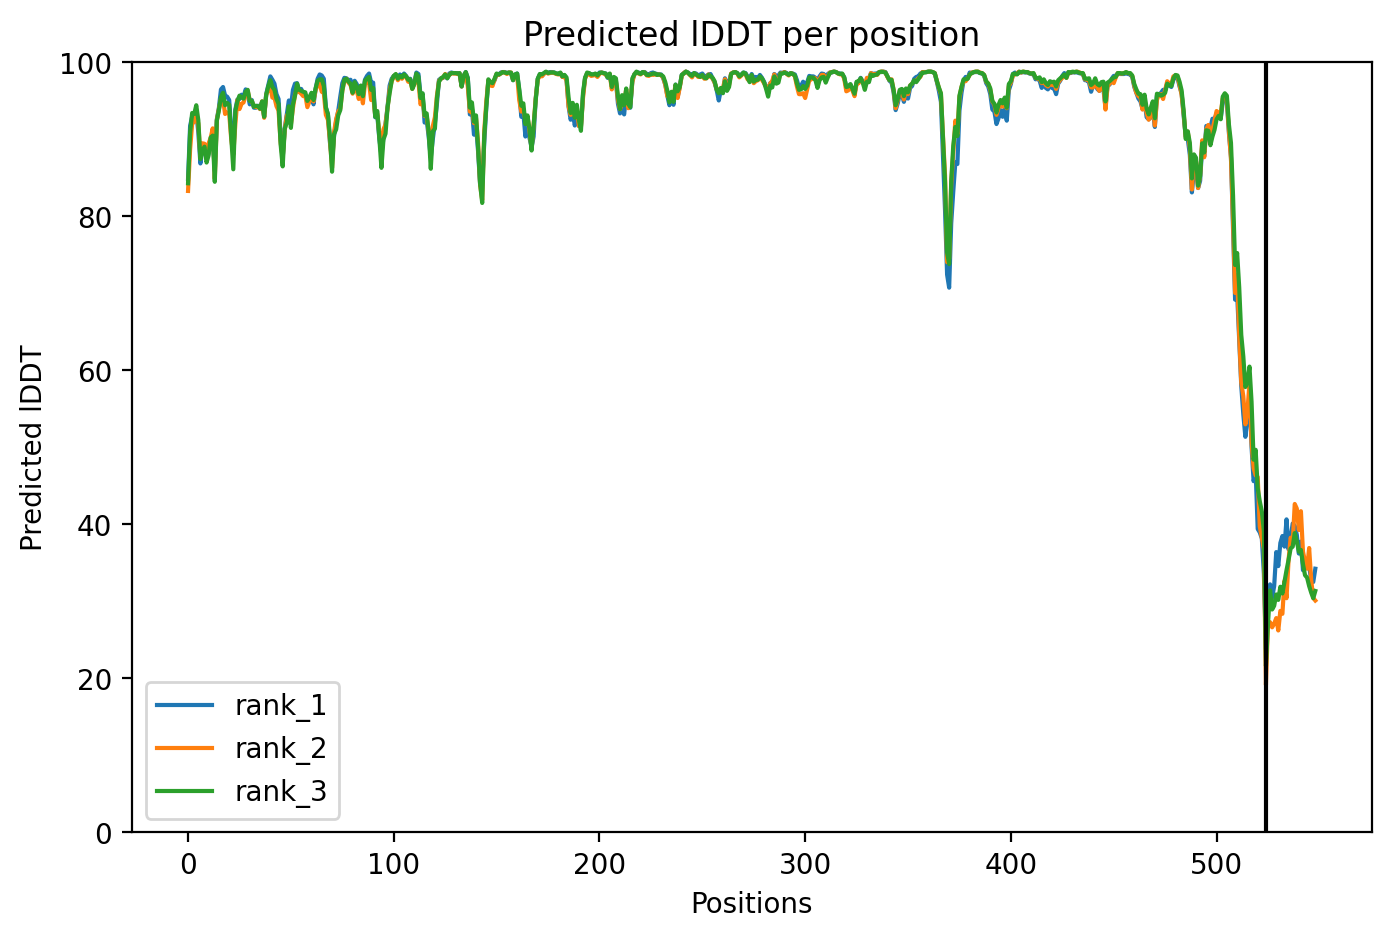 Predicted lDDT per position
100
80
60
40
20
0
Predicted lDDT
rank_1
rank_2
rank_3
0 100 200 300 400 500
Positions